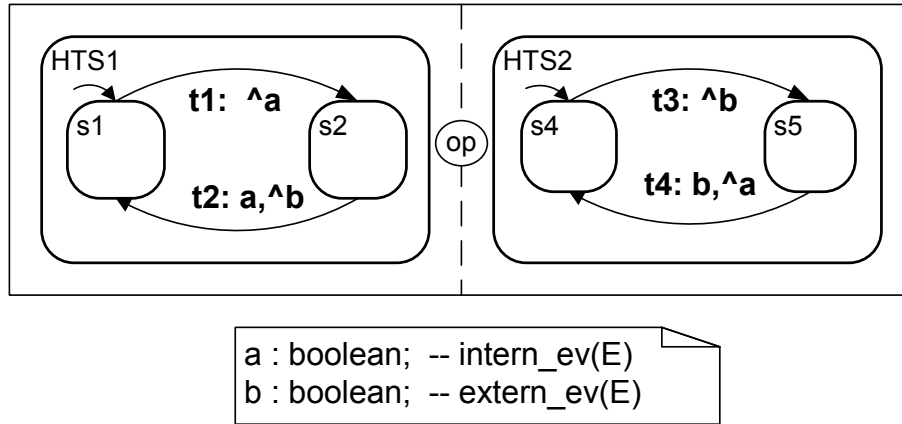 HTS1
s1
t1: ^a
s2
t2: a,^b
op
HTS2
s4
t3: ^b
s5
t4: b,^a
a : boolean; -- intern_ev(E)
b : boolean; -- extern_ev(E)